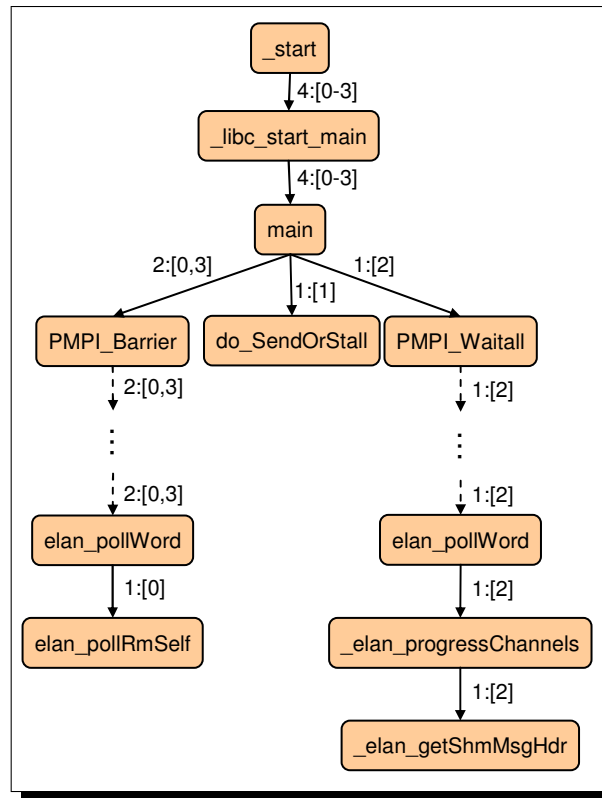 _start
4:[0-3]
_libc_start_main
4:[0-3]
main
2:[0,3]
1:[1]
1:[2]
PMPI_Barrier
do_SendOrStall
PMPI_Waitall
2:[0,3]
1:[2]
...
...
2:[0,3]
1:[2]
elan_pollWord
elan_pollWord
1:[0]
1:[2]
elan_pollRmSelf
_elan_progressChannels
1:[2]
_elan_getShmMsgHdr